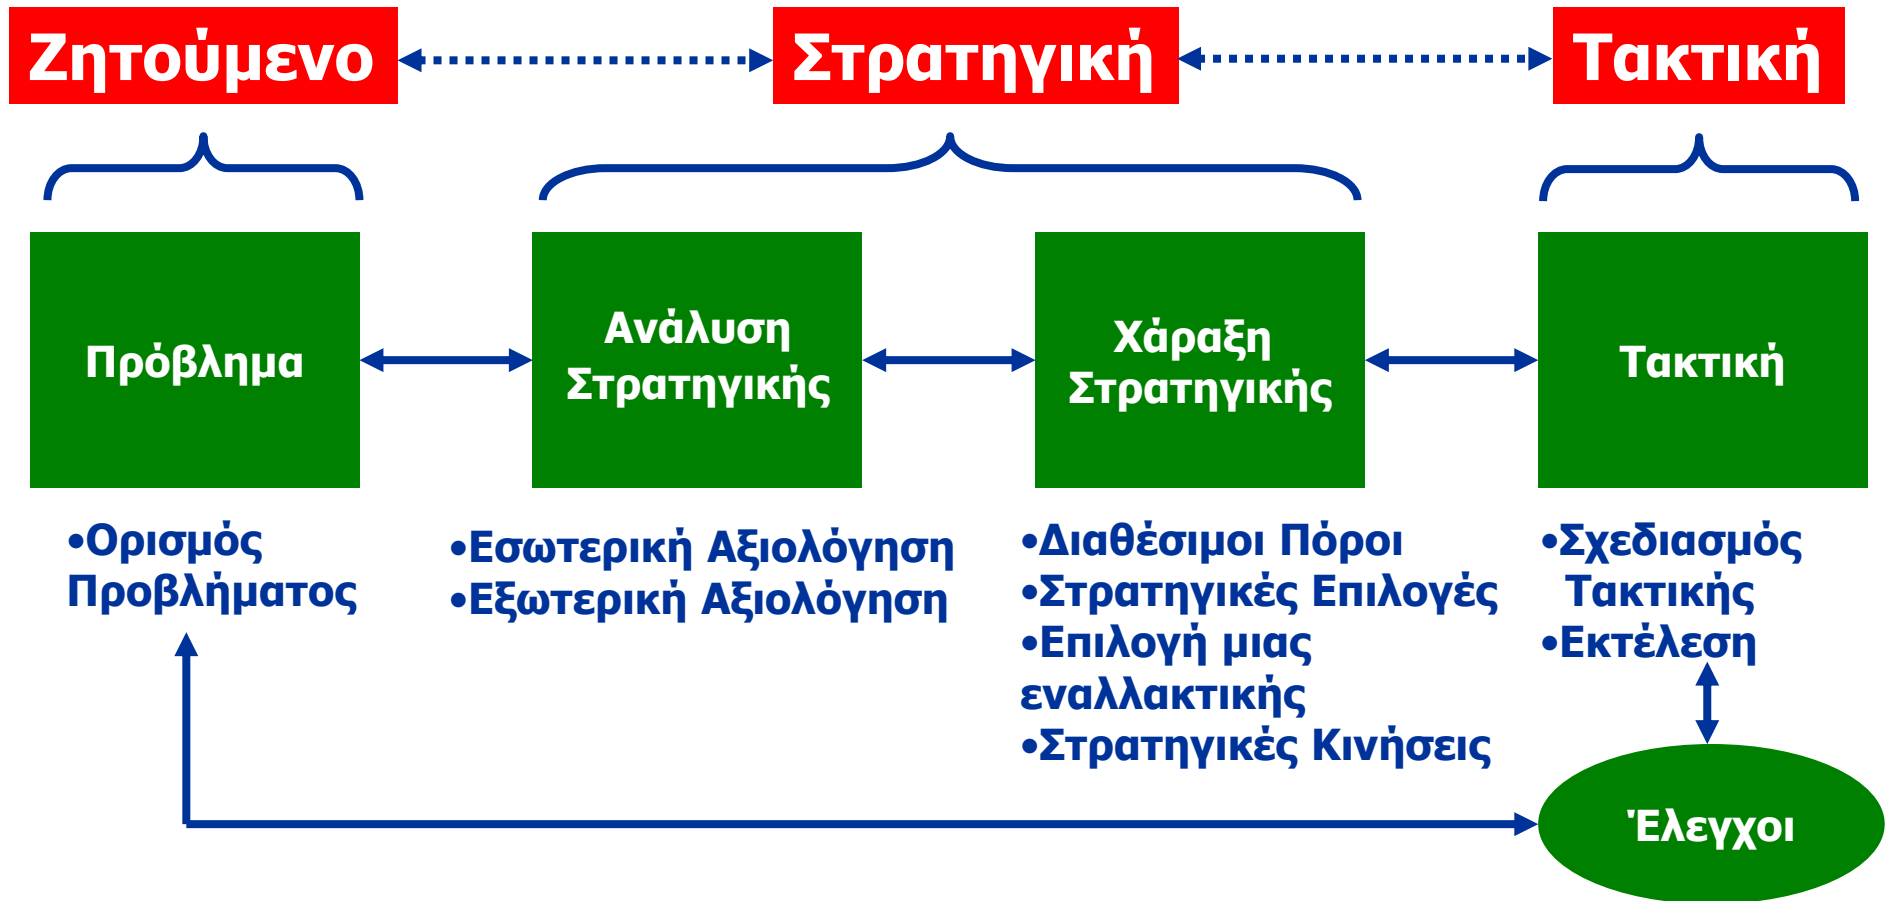 Ζητούμενο
Στρατηγική
Τακτική
Πρόβλημα
Ανάλυση
Στρατηγικής
Χάραξη
Στρατηγικής
Τακτική
•Ορισμός
Προβλήματος
•Εσωτερική Αξιολόγηση
•Εξωτερική Αξιολόγηση
•Διαθέσιμοι Πόροι
•Στρατηγικές Επιλογές
•Επιλογή μιας
εναλλακτικής
•Στρατηγικές Κινήσεις
•Σχεδιασμός
Τακτικής
•Εκτέλεση
Έλεγχοι